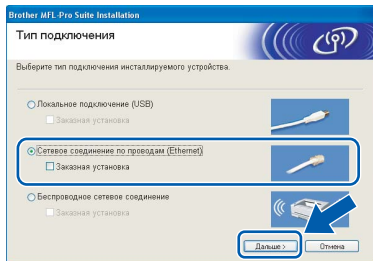 Brother MFL-Pro Suite Installation
Тип подключения
Выберите тип подключения инсталлируемого устройства.
Локальное подключение (USB)
Заказная установка
Сетевое соединение по проводам (Ethernet)
Заказная установка
Беспроводное сетевое соединение
Заказная установка
Дальше >
Отмена